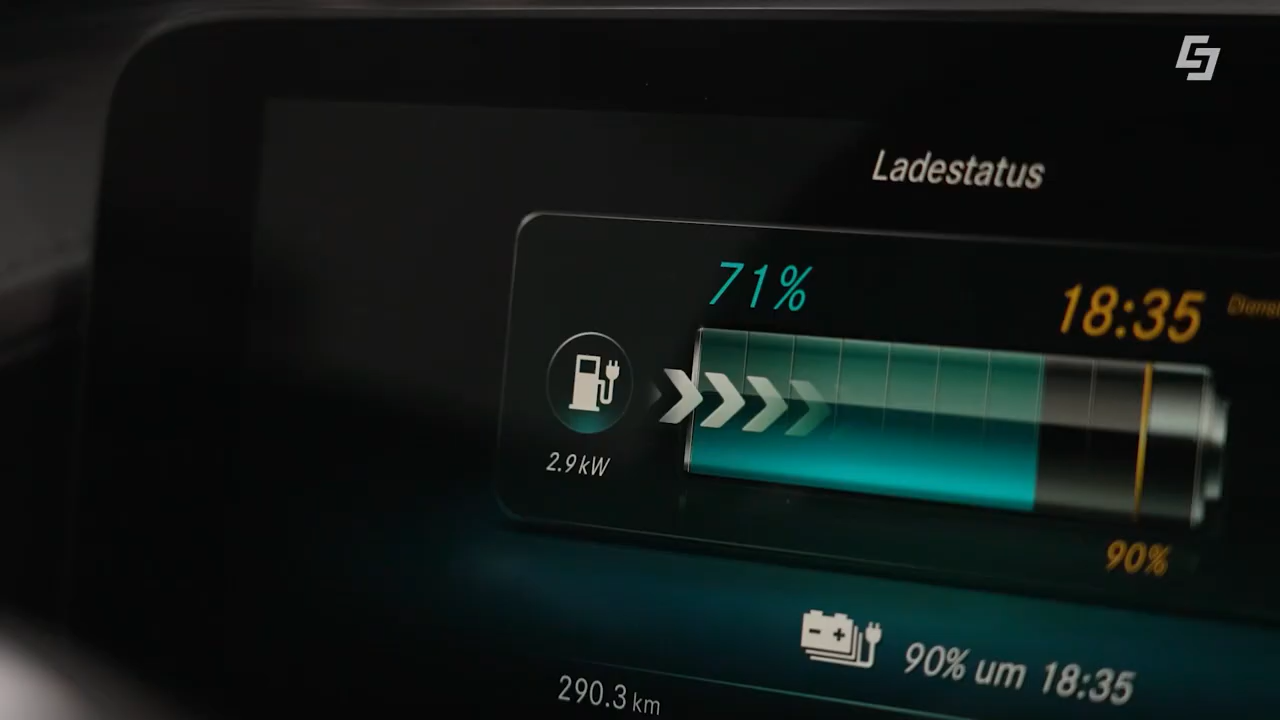 Ladestatus
71%
18:35
2.9 kW
90%
90% um 18:35
290.3 km